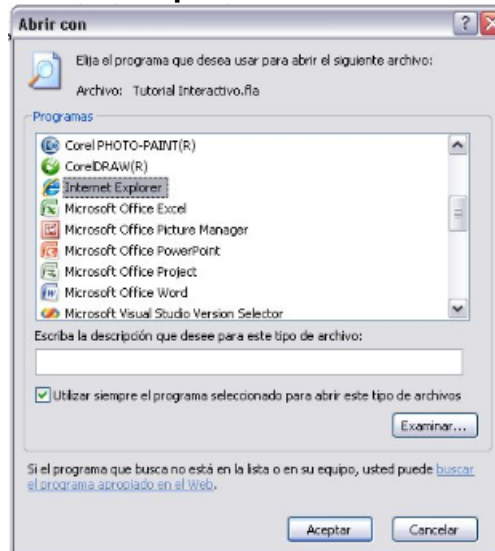 Abrir con
Elija el programa que desea usar para abrir el siguiente archivo:
Archivo: Tutorial Interactivo.fla
Programas
Corel PHOTO-PAINT(R)
CorelDRAW(R)
Internet Explorer
Microsoft Office Excel
Microsoft Office Picture Manager
Microsoft Office PowerPoint
Microsoft Office Project
Microsoft Office Word
Microsoft Visual Studio Version Selector
Escriba la descripción que desee para este tipo de archivo:
Utilizar siempre el programa seleccionado para abrir este tipo de archivos
Examinar...
Si el programa que busca no está en la lista o en su equipo, usted puede buscar
el programa apropiado en el Web.
Aceptar Cancelar